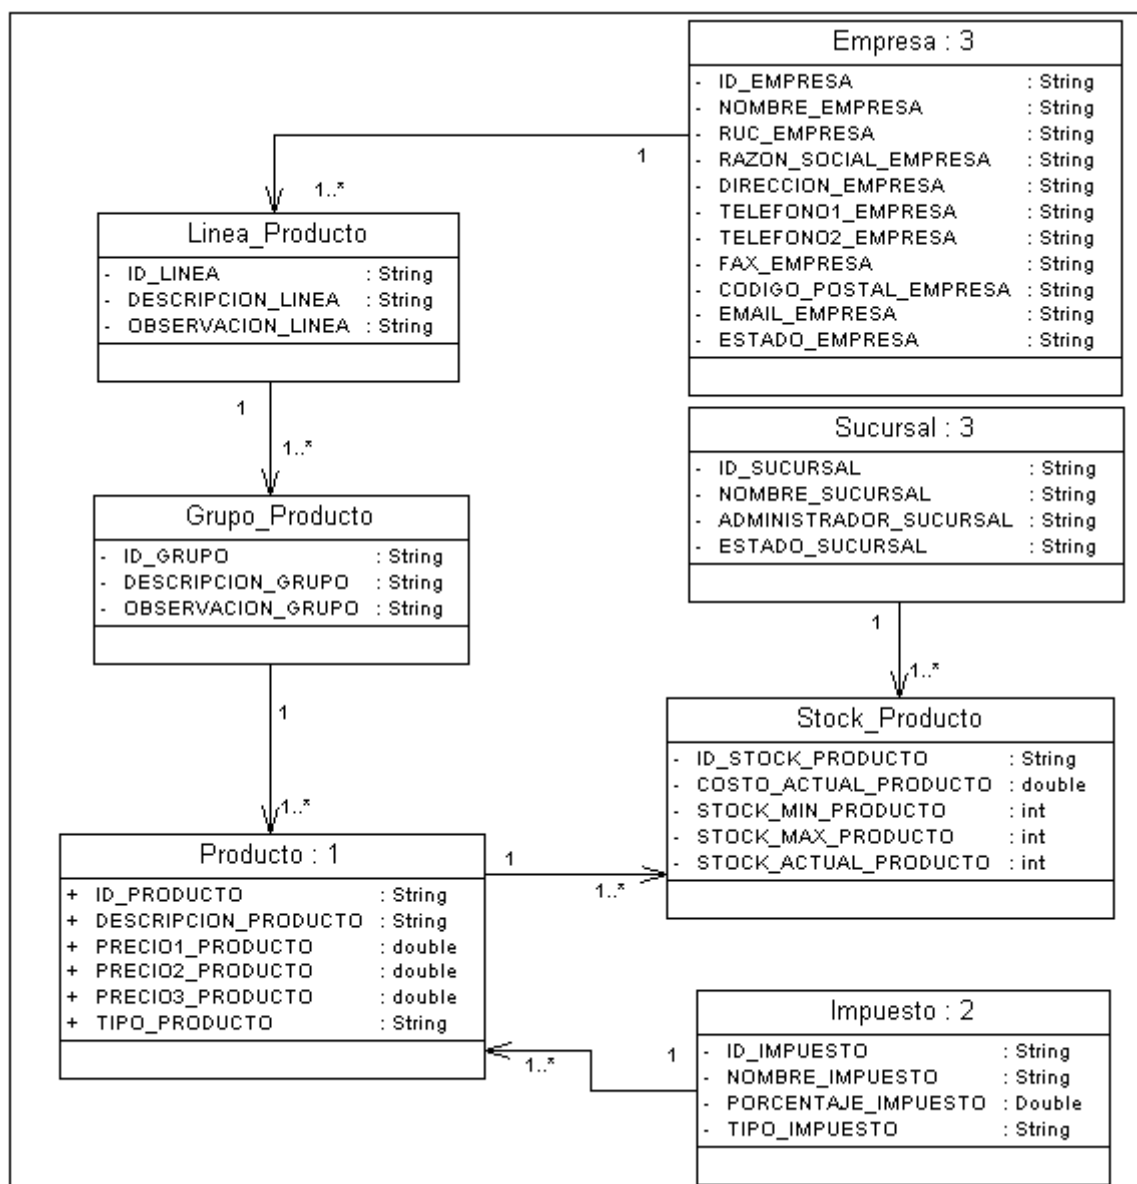 Empresa : 3
- ID_EMPRESA : String
- NOMBRE_EMPRESA : String
- RUC_EMPRESA : String
- RAZON_SOCIAL_EMPRESA : String
- DIRECCION_EMPRESA : String
- TELEFONO1_EMPRESA : String
- TELEFONO2_EMPRESA : String
- FAX_EMPRESA : String
- CODIGO_POSTAL_EMPRESA : String
- EMAIL_EMPRESA : String
- ESTADO_EMPRESA : String
1
1..*
Linea_Producto
- ID_LINEA : String
- DESCRIPCION_LINEA : String
- OBSERVACION_LINEA : String
1
1..*
Sucursal : 3
- ID_SUCURSAL : String
- NOMBRE_SUCURSAL : String
- ADMINISTRADOR_SUCURSAL : String
- ESTADO_SUCURSAL : String
1
1..*
Grupo_Producto
- ID_GRUPO : String
- DESCRIPCION_GRUPO : String
- OBSERVACION_GRUPO : String
1
1..*
Stock_Producto
- ID_STOCK_PRODUCTO : String
- COSTO_ACTUAL_PRODUCTO : double
- STOCK_MIN_PRODUCTO : int
- STOCK_MAX_PRODUCTO : int
- STOCK_ACTUAL_PRODUCTO : int
Producto : 1
+ ID_PRODUCTO : String
+ DESCRIPCION_PRODUCTO : String
+ PRECIO1_PRODUCTO : double
+ PRECIO2_PRODUCTO : double
+ PRECIO3_PRODUCTO : double
+ TIPO_PRODUCTO : String
1
1..*
Impuesto : 2
- ID_IMPUESTO : String
- NOMBRE_IMPUESTO : String
- PORCENTAJE_IMPUESTO : Double
- TIPO_IMPUESTO : String
1
1..*